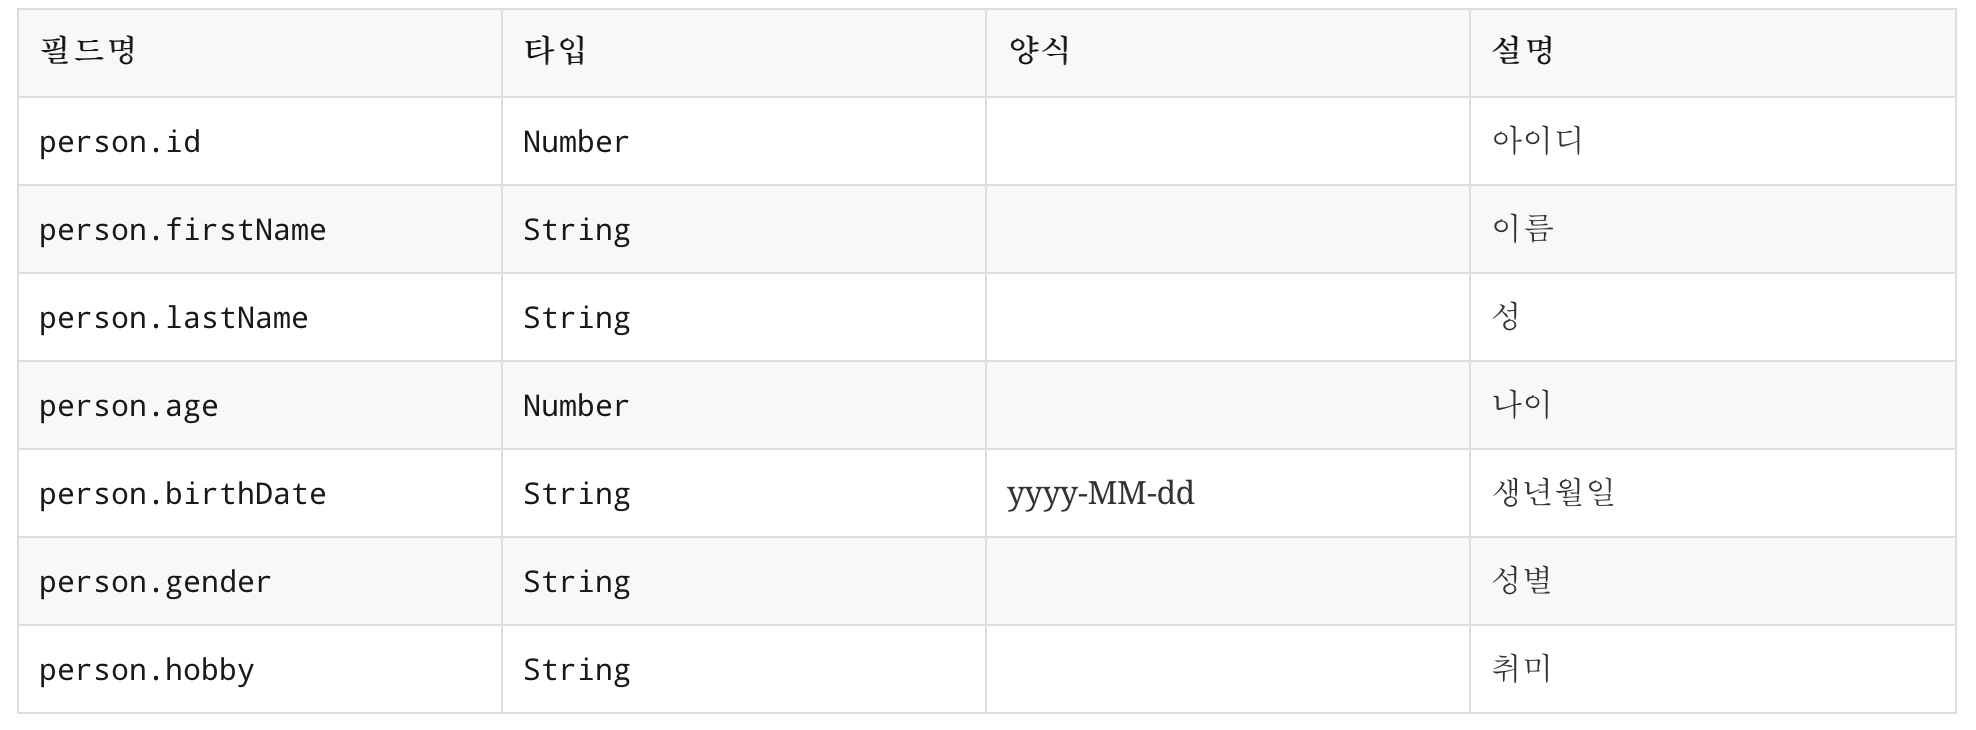 필드명 타입 양식 설명
person.id Number 아이디
person.firstName String 이름
person.lastName String 성
person.age Number 나이
person.birthDate String yyyy-MM-dd 생년월일
person.gender String 성별
person.hobby String 취미